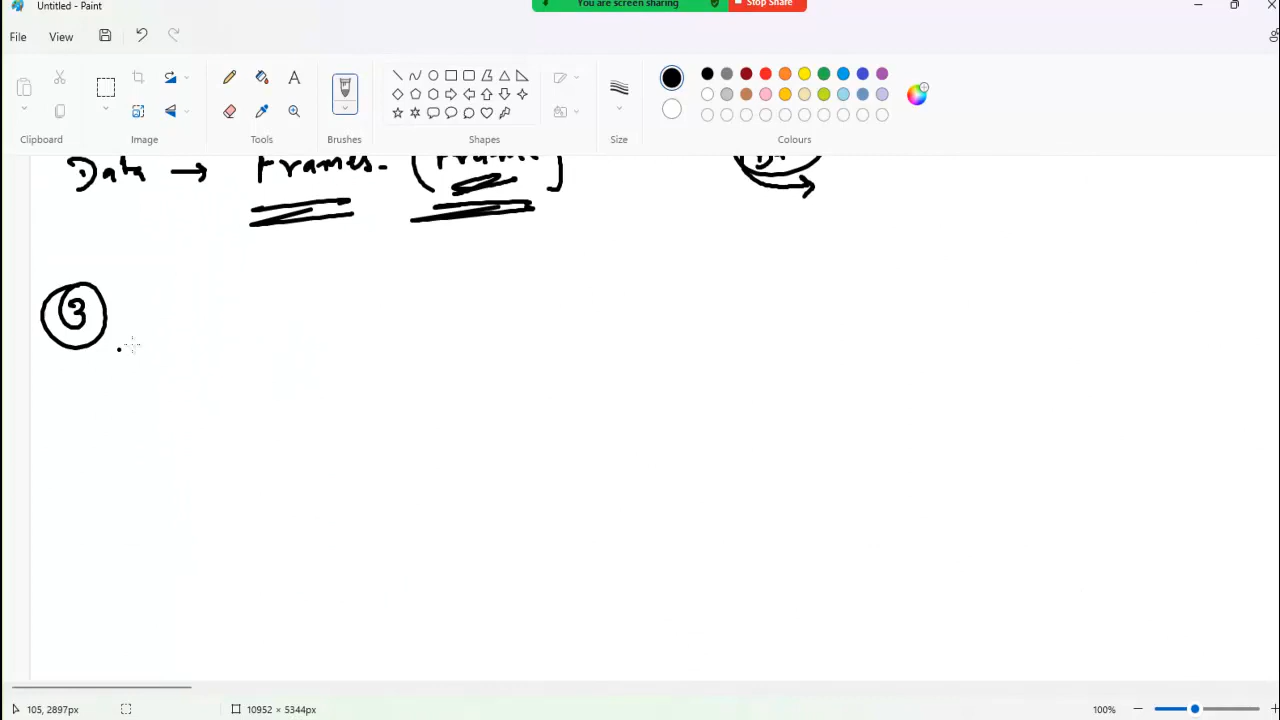 Untitled - Paint
You are screen sharing
Stop Share
File View
Clipboard Image Tools Brushes Shapes Size Colours
Data → Frames. (Frame]
3
105, 2897px 10952 × 5344px 100%